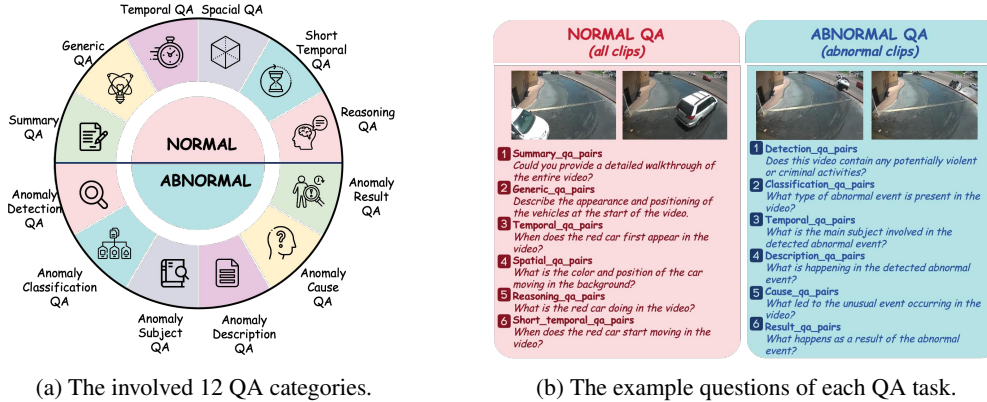 Temporal QA
Spacial QA
Generic
QA
Short
Temporal
QA
Summary
QA
Reasoning
QA
NORMAL
ABNORMAL
Anomaly
Detection
QA
Anomaly
Result
QA
Anomaly
Classification
QA
Anomaly
Cause
QA
Anomaly
Subject
QA
Anomaly
Description
QA
(a) The involved 12 QA categories.
NORMAL QA
(all clips)
1 Summary_qa_pairs
Could you provide a detailed walkthrough of
the entire video?
2 Generic_qa_pairs
Describe the appearance and positioning of
the vehicles at the start of the video.
3 Temporal_qa_pairs
When does the red car first appear in the
video?
4 Spatial_qa_pairs
What is the color and position of the car
moving in the background?
5 Reasoning_qa_pairs
What is the red car doing in the video?
6 Short_temporal_qa_pairs
When does the red car start moving in the
video?
ABNORMAL QA
(abnormal clips)
1 Detection_qa_pairs
Does this video contain any potentially violent
or criminal activities?
2 Classification_qa_pairs
What type of abnormal event is present in the
video?
3 Temporal_qa_pairs
What is the main subject involved in the
detected abnormal event?
4 Description_qa_pairs
What is happening in the detected abnormal
event?
5 Cause_qa_pairs
What led to the unusual event occurring in the
video?
6 Result_qa_pairs
What happens as a result of the abnormal
event?
(b) The example questions of each QA task.